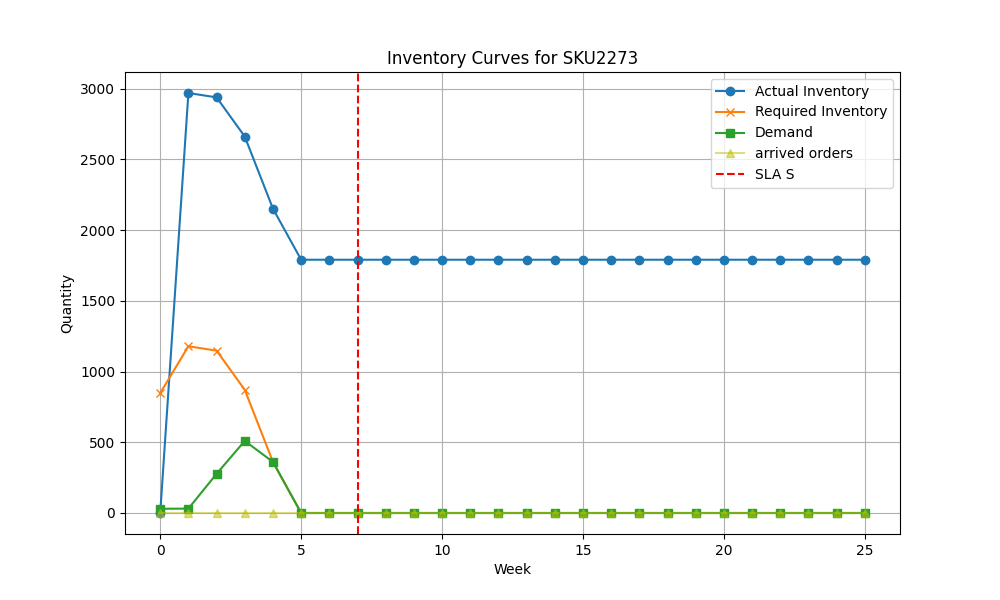 Inventory Curves for SKU2273
3000
2500
2000
1500
1000
500
0
Quantity
Actual Inventory
Required Inventory
Demand
arrived orders
SLA S
0 5 10 15 20 25
Week